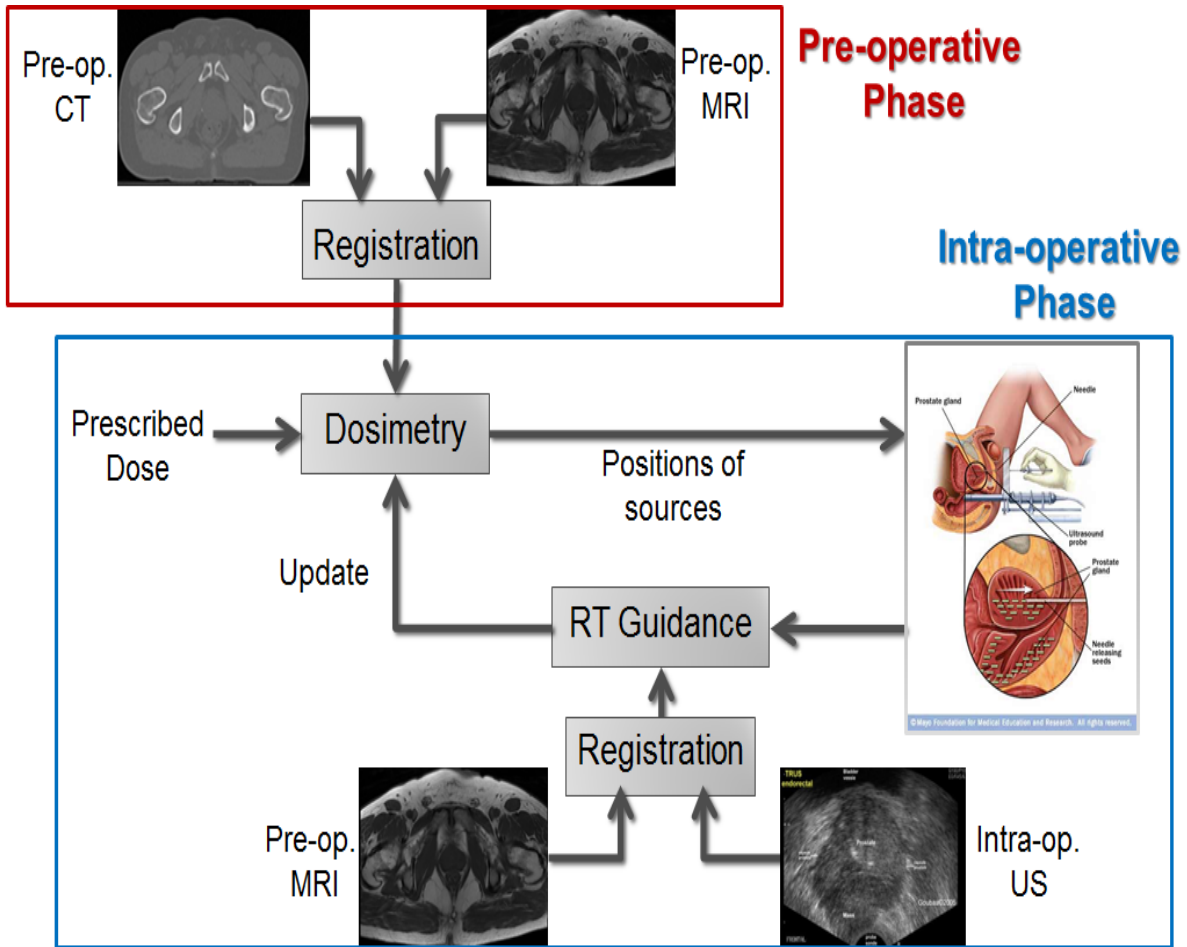 Pre-op.
CT
Pre-op.
MRI
Pre-operative
Phase
Registration
Intra-operative
Phase
Prescribed
Dose
Dosimetry
Positions of
sources
Prostate gland
Needle
Ultrasound
probe
Prostate
gland
Needle
releasing
seeds
© Mayo Foundation for Medical Education and Research. All rights reserved.
Update
RT Guidance
Registration
Pre-op.
MRI
TRUS
endorectal
Bladder
Prostate
FRONTAL
probe
Intra-op.
US